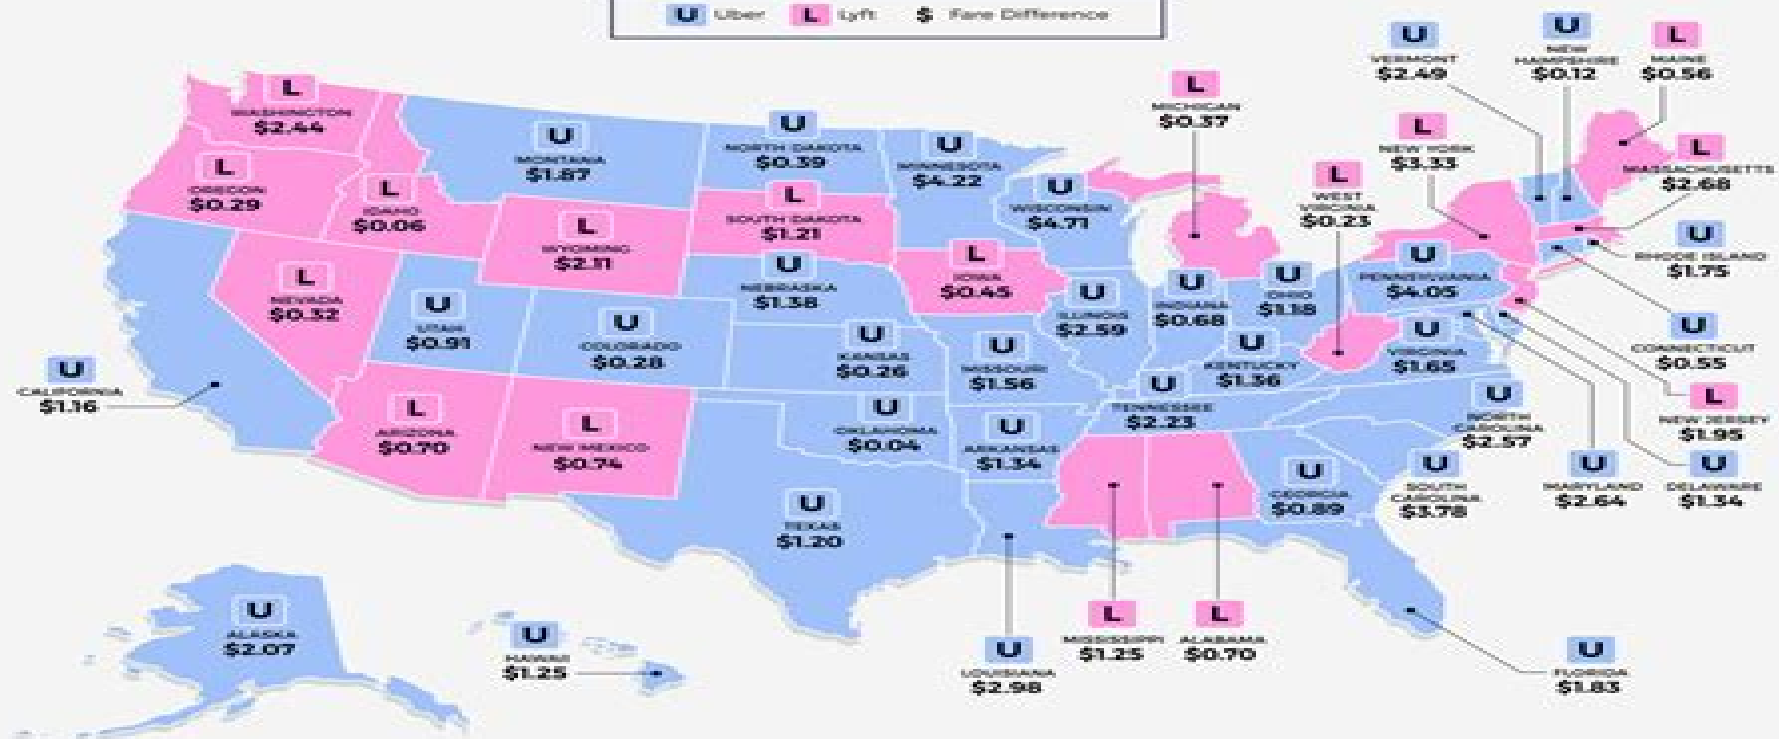 U Uber L Lyft $ Fare Difference
U
VERMONT
$2.49
U
NEW
HAMPSHIRE
$0.12
L
MAINE
$0.56
L
WASHINGTON
$2.44
L
MICHIGAN
$0.37
L
NEW YORK
$3.33
L
MASSACHUSETTS
$2.68
U
MONTANA
$1.87
U
NORTH DAKOTA
$0.39
U
MINNESOTA
$4.22
L
OREGON
$0.29
L
IDAHO
$0.06
L
WYOMING
$2.11
L
SOUTH DAKOTA
$1.21
U
WISCONSIN
$4.71
L
WEST
VIRGINIA
$0.23
U
RHODE ISLAND
$1.75
L
NEVADA
$0.32
U
UTAH
$0.91
U
COLORADO
$0.28
U
NEBRASKA
$1.38
L
IOWA
$0.45
U
ILLINOIS
$2.59
U
INDIANA
$0.68
U
OHIO
$1.18
U
PENNSYLVANIA
$4.05
U
CONNECTICUT
$0.55
U
CALIFORNIA
$1.16
U
KANSAS
$0.26
U
MISSOURI
$1.56
U
KENTUCKY
$1.36
U
VIRGINIA
$1.65
L
NEW JERSEY
$1.95
L
ARIZONA
$0.70
L
NEW MEXICO
$0.74
U
OKLAHOMA
$0.04
U
ARKANSAS
$1.34
U
TENNESSEE
$2.23
U
NORTH
CAROLINA
$2.57
U
TEXAS
$1.20
U
GEORGIA
$0.89
U
SOUTH
CAROLINA
$3.78
U
MARYLAND
$2.64
U
DELAWARE
$1.34
U
ALASKA
$2.07
U
HAWAII
$1.25
U
LOUISIANA
$2.98
L
MISSISSIPPI
$1.25
L
ALABAMA
$0.70
U
FLORIDA
$1.83